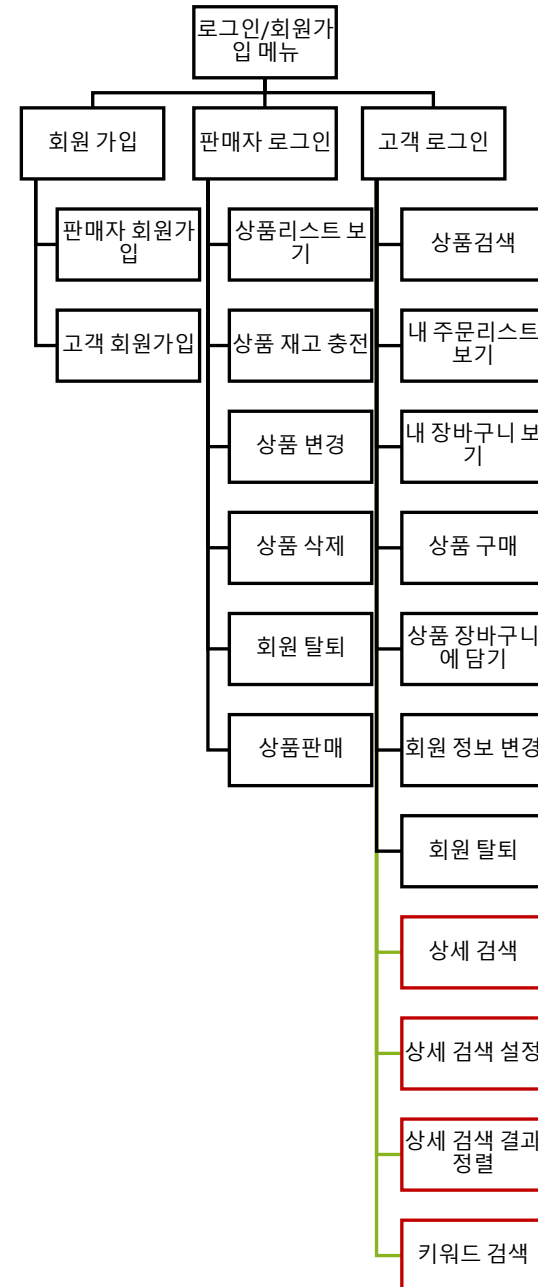 로그인/회원가
입 메뉴
회원 가입
판매자 로그인
고객 로그인
판매자 회원가
입
고객 회원가입
상품리스트 보
기
상품 재고 충전
상품 변경
상품 삭제
회원 탈퇴
상품판매
상품검색
내 주문리스트
보기
내 장바구니 보
기
상품 구매
상품 장바구니
에 담기
회원 정보 변경
회원 탈퇴
상세 검색
상세 검색 설정
상세 검색 결과
정렬
키워드 검색